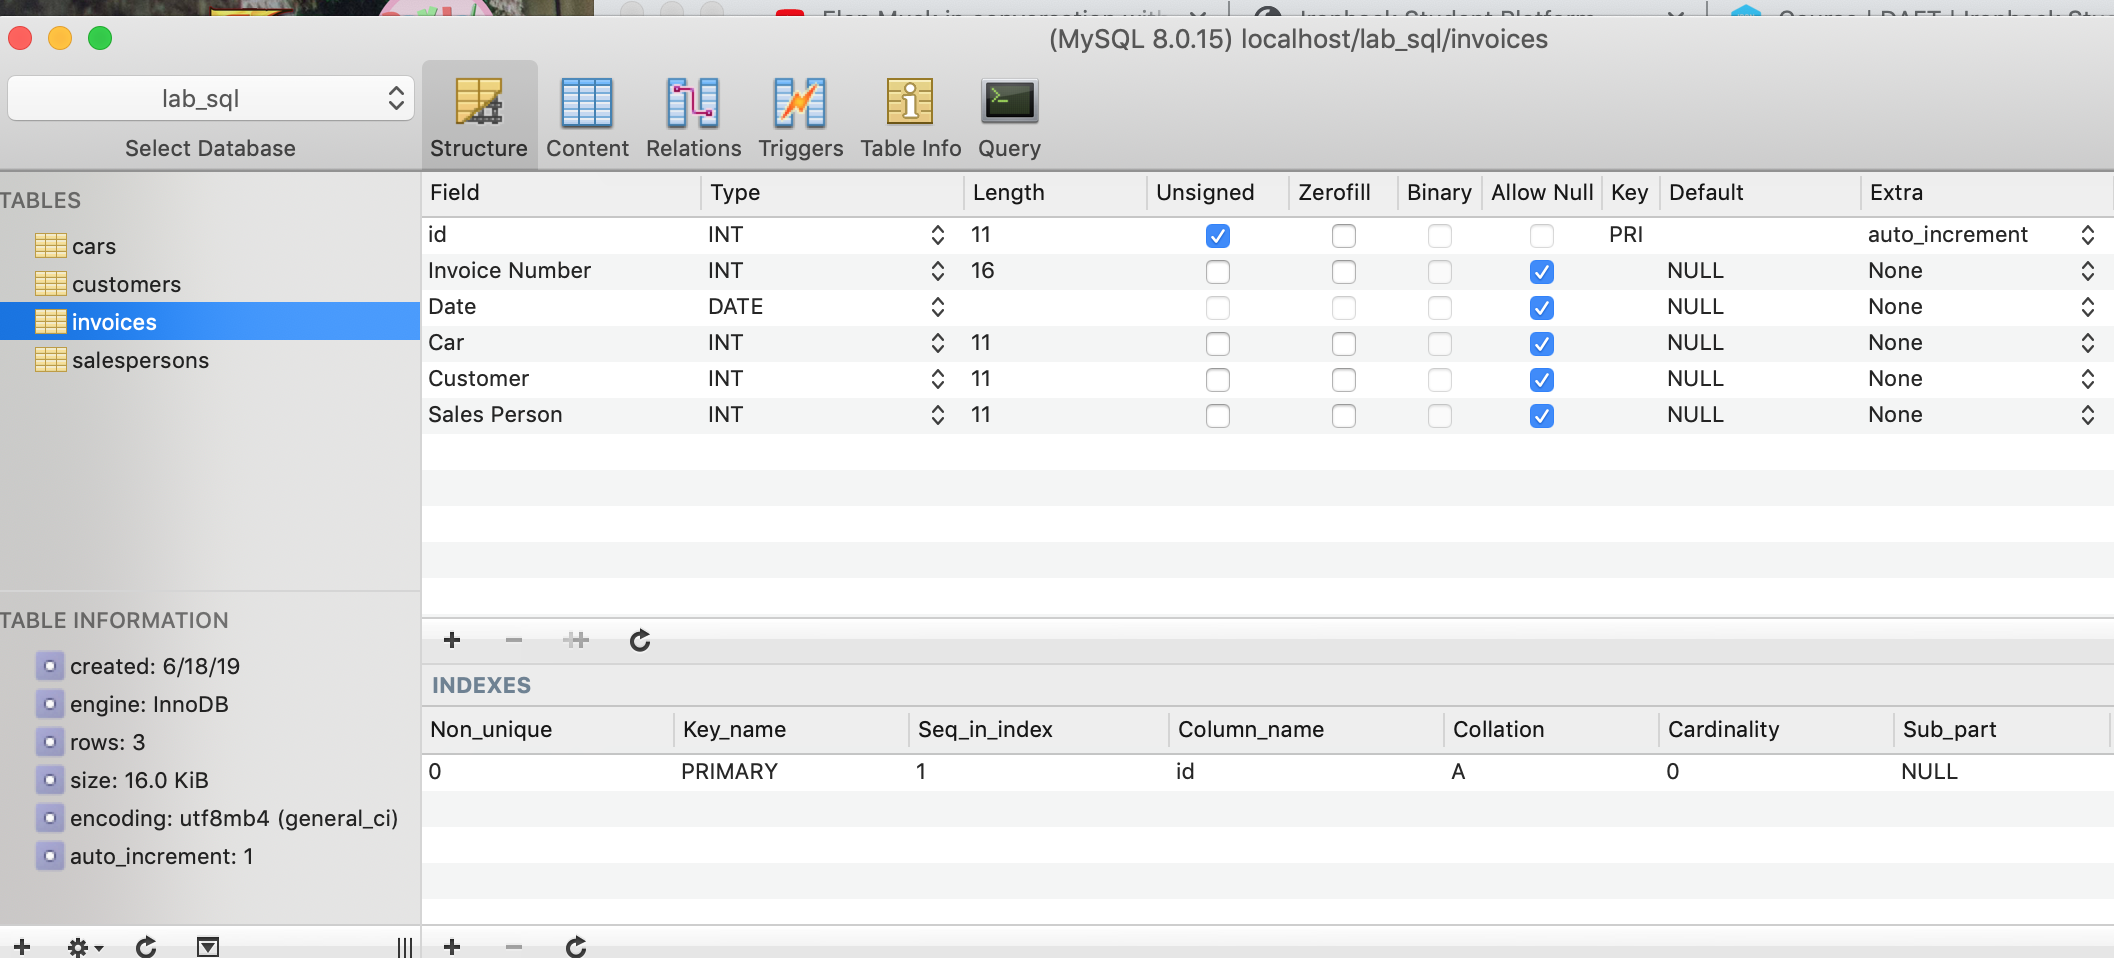 (MySQL 8.0.15) localhost/lab_sql/invoices
lab_sql
Select Database
Structure Content Relations Triggers Table Info Query
TABLES
cars
customers
invoices
salespersons
Field Type Length Unsigned Zerofill Binary Allow Null Key Default Extra
id INT 11 PRI auto_increment
Invoice Number INT 16 NULL None
Date DATE NULL None
Car INT 11 NULL None
Customer INT 11 NULL None
Sales Person INT 11 NULL None
TABLE INFORMATION
created: 6/18/19
engine: InnoDB
rows: 3
size: 16.0 KiB
encoding: utf8mb4 (general_ci)
auto_increment: 1
INDEXES
Non_unique Key_name Seq_in_index Column_name Collation Cardinality Sub_part
0 PRIMARY 1 id A 0 NULL